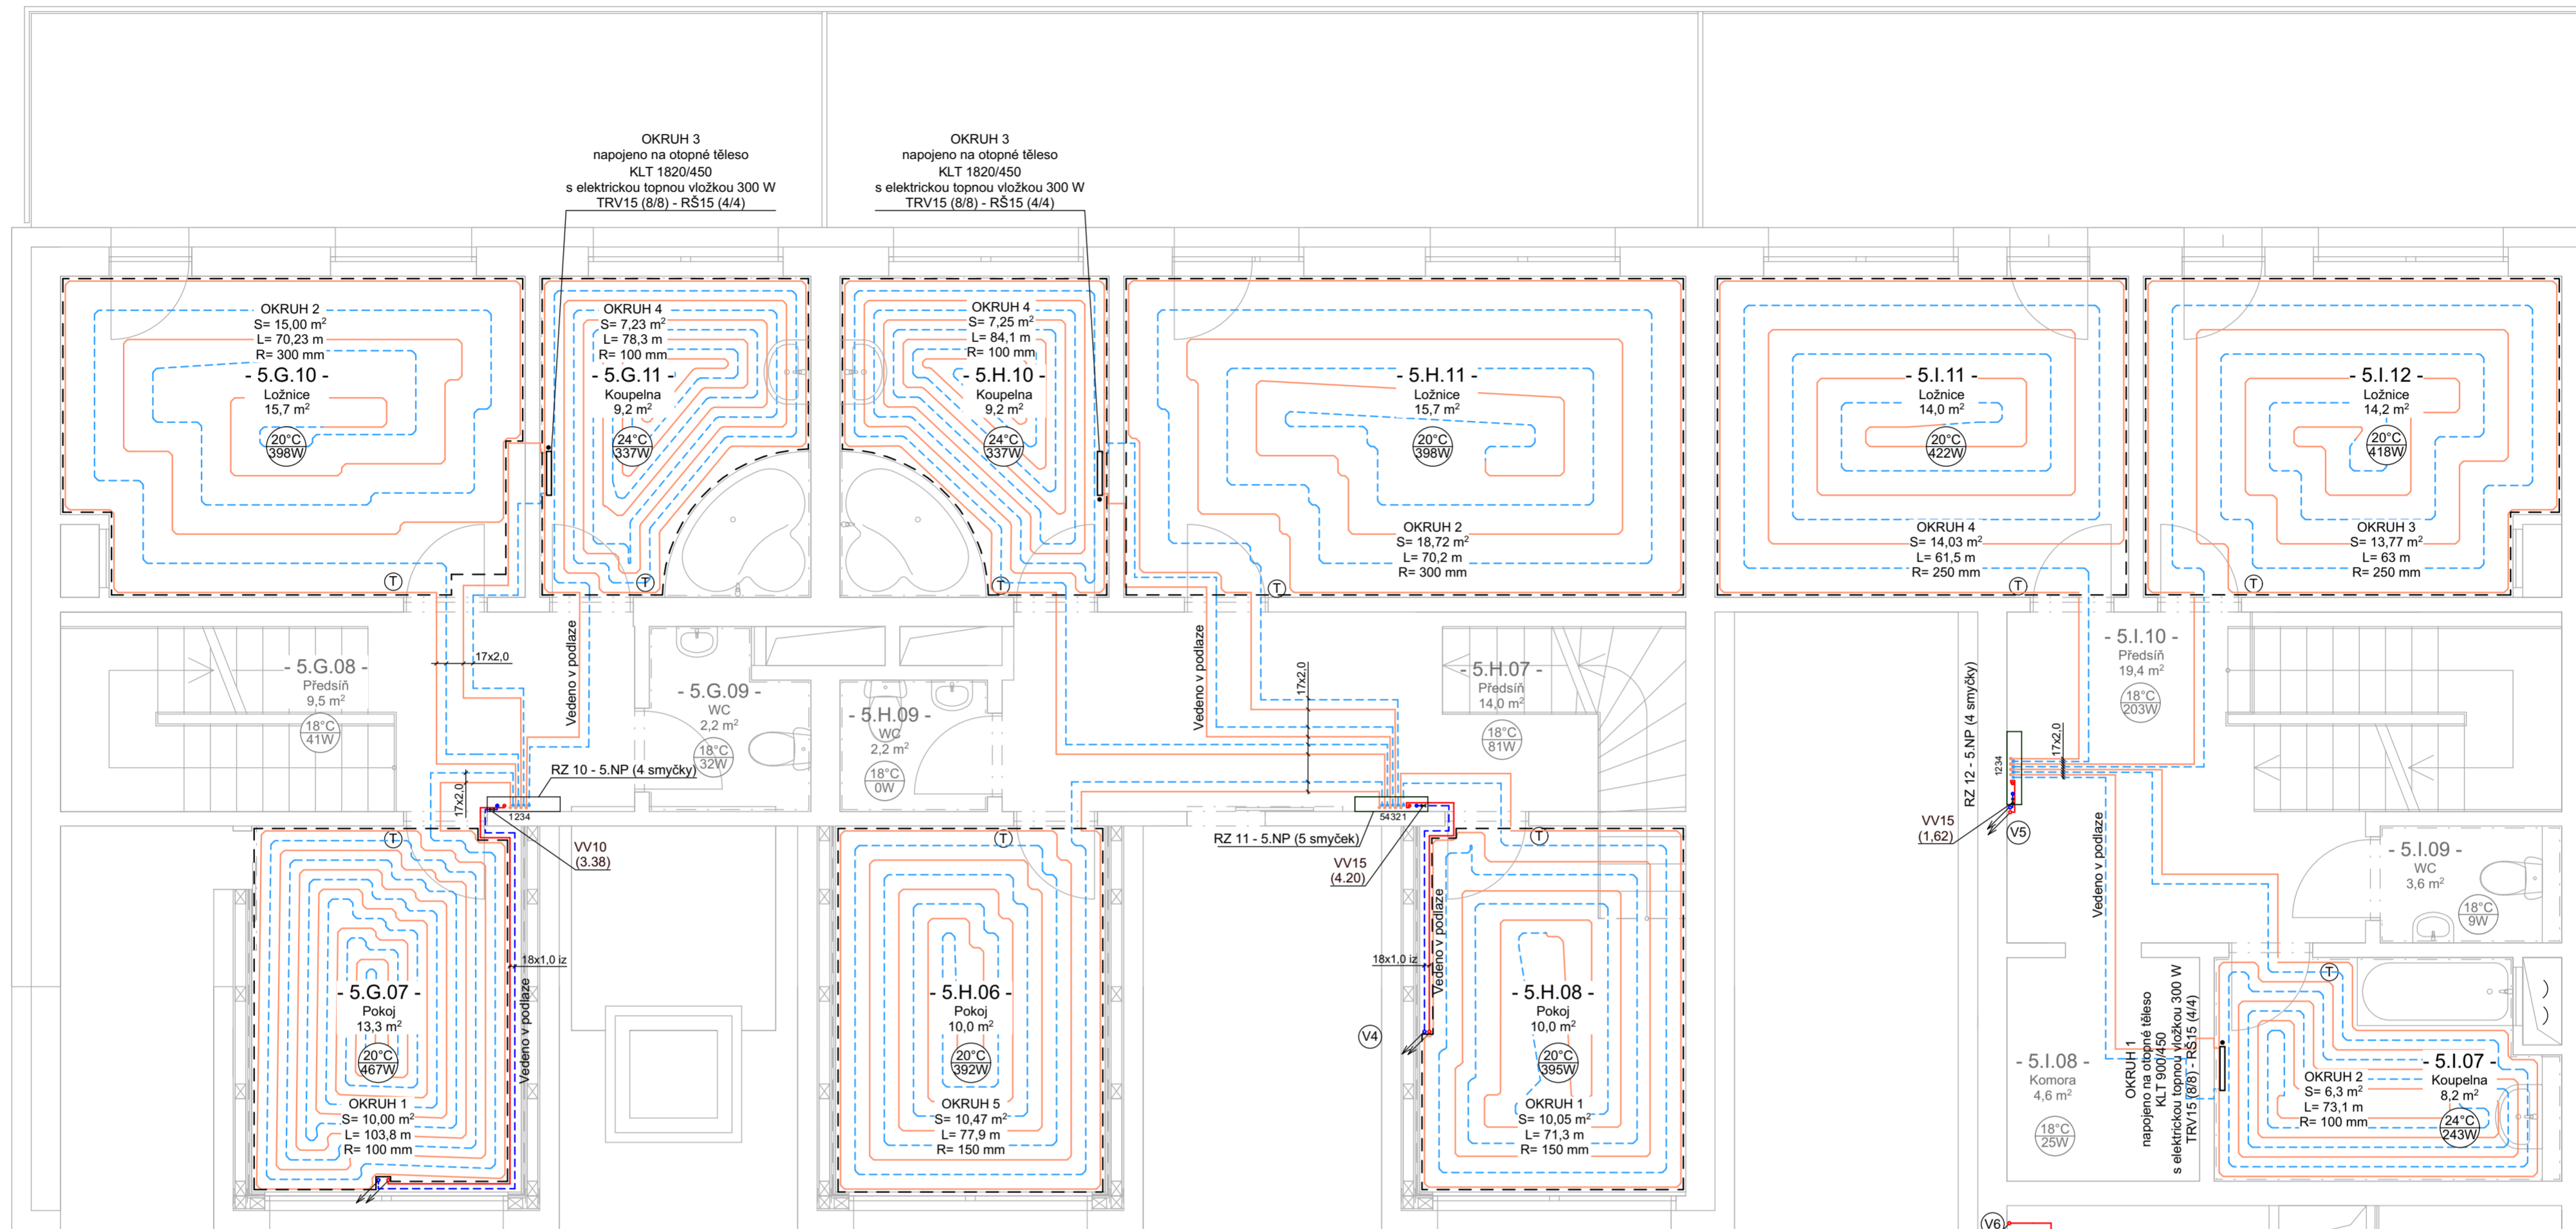 OKRUH 3
napojeno na otopné těleso
KLT 1820/450
s elektrickou topnou vložkou 300 W
TRV15 (8/8) - RŠ15 (4/4)
OKRUH 3
napojeno na otopné těleso
KLT 1820/450
s elektrickou topnou vložkou 300 W
TRV15 (8/8) - RŠ15 (4/4)
OKRUH 2
S= 15,00 m²
L= 70,23 m
R= 300 mm
- 5.G.10 -
Ložnice
15,7 m²
20°C
398W
T
OKRUH 4
S= 7,23 m²
L= 78,3 m
R= 100 mm
- 5.G.11 -
Koupelna
9,2 m²
24°C
337W
T
OKRUH 4
S= 7,25 m²
L= 84,1 m
R= 100 mm
- 5.H.10 -
Koupelna
9,2 m²
24°C
337W
T
- 5.H.11 -
Ložnice
15,7 m²
20°C
398W
OKRUH 2
S= 18,72 m²
L= 70,2 m
R= 300 mm
T
- 5.I.11 -
Ložnice
14,0 m²
20°C
422W
OKRUH 4
S= 14,03 m²
L= 61,5 m
R= 250 mm
T
- 5.I.12 -
Ložnice
14,2 m²
20°C
418W
OKRUH 3
S= 13,77 m²
L= 63 m
R= 250 mm
T
- 5.G.08 -
Předsíň
9,5 m²
18°C
41W
17x2,0
Vedeno v podlaze
17x2,0
- 5.G.09 -
WC
2,2 m²
18°C
32W
RZ 10 - 5.NP (4 smyčky)
1234
VV10
(3.38)
- 5.H.09 -
WC
2,2 m²
18°C
0W
Vedeno v podlaze
17x2,0
- 5.H.07 -
Předsíň
14,0 m²
18°C
81W
54321
RZ 11 - 5.NP (5 smyček)
VV15
(4.20)
RZ 12 - 5.NP (4 smyčky)
1234
17x2,0
VV15
(1,62)
V5
- 5.I.10 -
Předsíň
19,4 m²
18°C
203W
Vedeno v podlaze
- 5.I.09 -
WC
3,6 m²
18°C
9W
T
- 5.G.07 -
Pokoj
13,3 m²
20°C
467W
OKRUH 1
S= 10,00 m²
L= 103,8 m
R= 100 mm
18x1,0 iz
Vedeno v podlaze
T
- 5.H.06 -
Pokoj
10,0 m²
20°C
392W
OKRUH 5
S= 10,47 m²
L= 77,9 m
R= 150 mm
18x1,0 iz
Vedeno v podlaze
V4
T
- 5.H.08 -
Pokoj
10,0 m²
20°C
395W
OKRUH 1
S= 10,05 m²
L= 71,3 m
R= 150 mm
- 5.I.08 -
Komora
4,6 m²
18°C
25W
OKRUH 1
napojeno na otopné těleso
KLT 900/450
s elektrickou topnou vložkou 300 W
TRV15 (8/8) - RŠ15 (4/4)
T
OKRUH 2
S= 6,3 m²
L= 73,1 m
R= 100 mm
- 5.I.07 -
Koupelna
8,2 m²
24°C
243W
V6